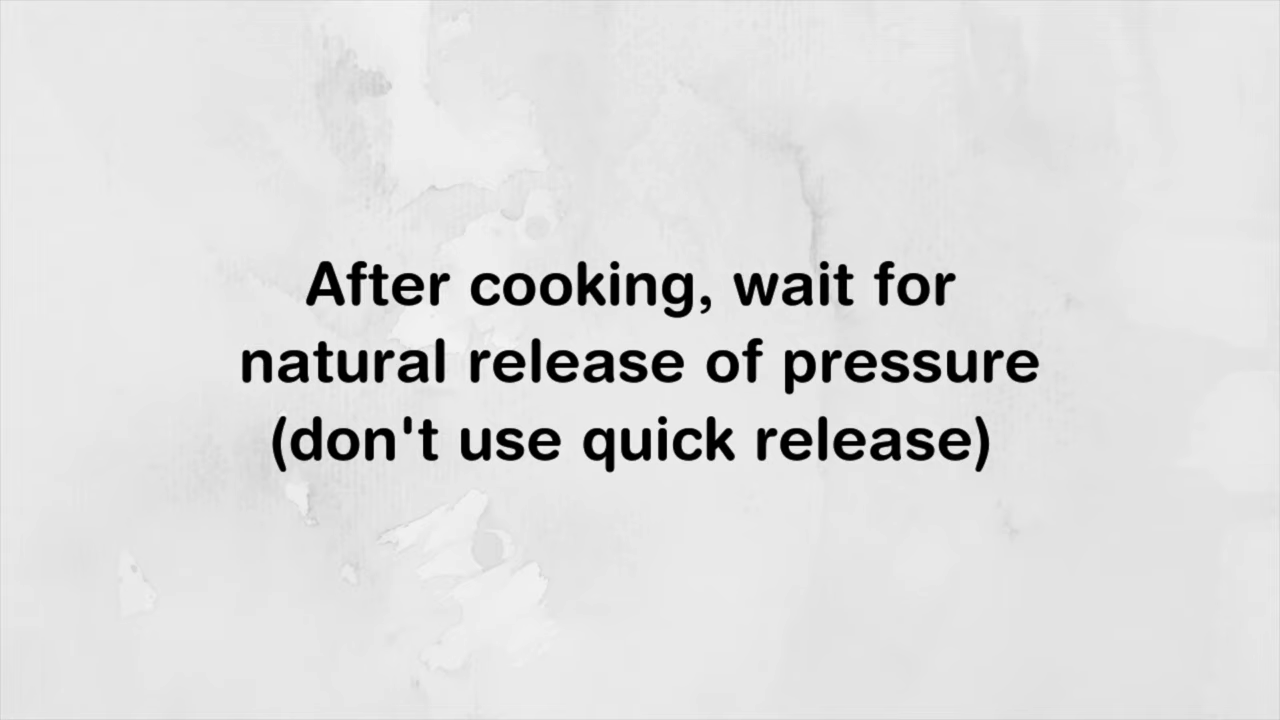 After cooking, wait for
natural release of pressure
(don't use quick release)